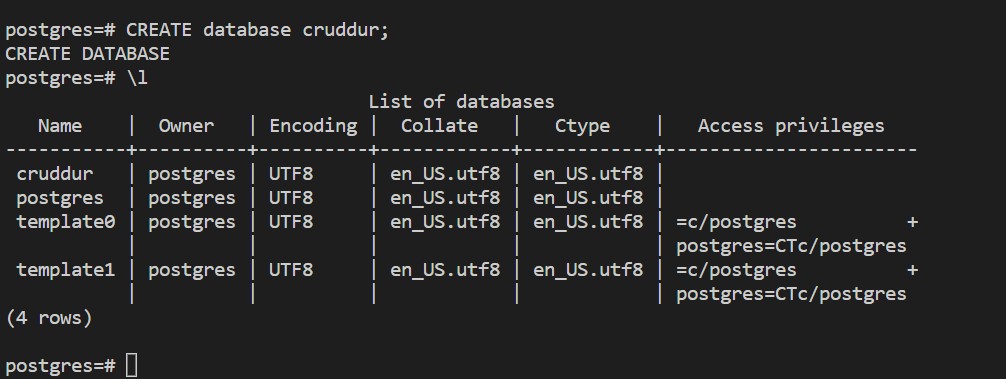 postgres=# CREATE database cruddur;
CREATE DATABASE
postgres=# \l
                                 List of databases
   Name    |  Owner   | Encoding |  Collate   |   Ctype    |   Access privileges
-----------+----------+----------+------------+------------+-----------------------
 cruddur   | postgres | UTF8     | en_US.utf8 | en_US.utf8 |
 postgres  | postgres | UTF8     | en_US.utf8 | en_US.utf8 |
 template0 | postgres | UTF8     | en_US.utf8 | en_US.utf8 | =c/postgres          +
           |          |          |            |            | postgres=CTc/postgres
 template1 | postgres | UTF8     | en_US.utf8 | en_US.utf8 | =c/postgres          +
           |          |          |            |            | postgres=CTc/postgres
(4 rows)
postgres=#